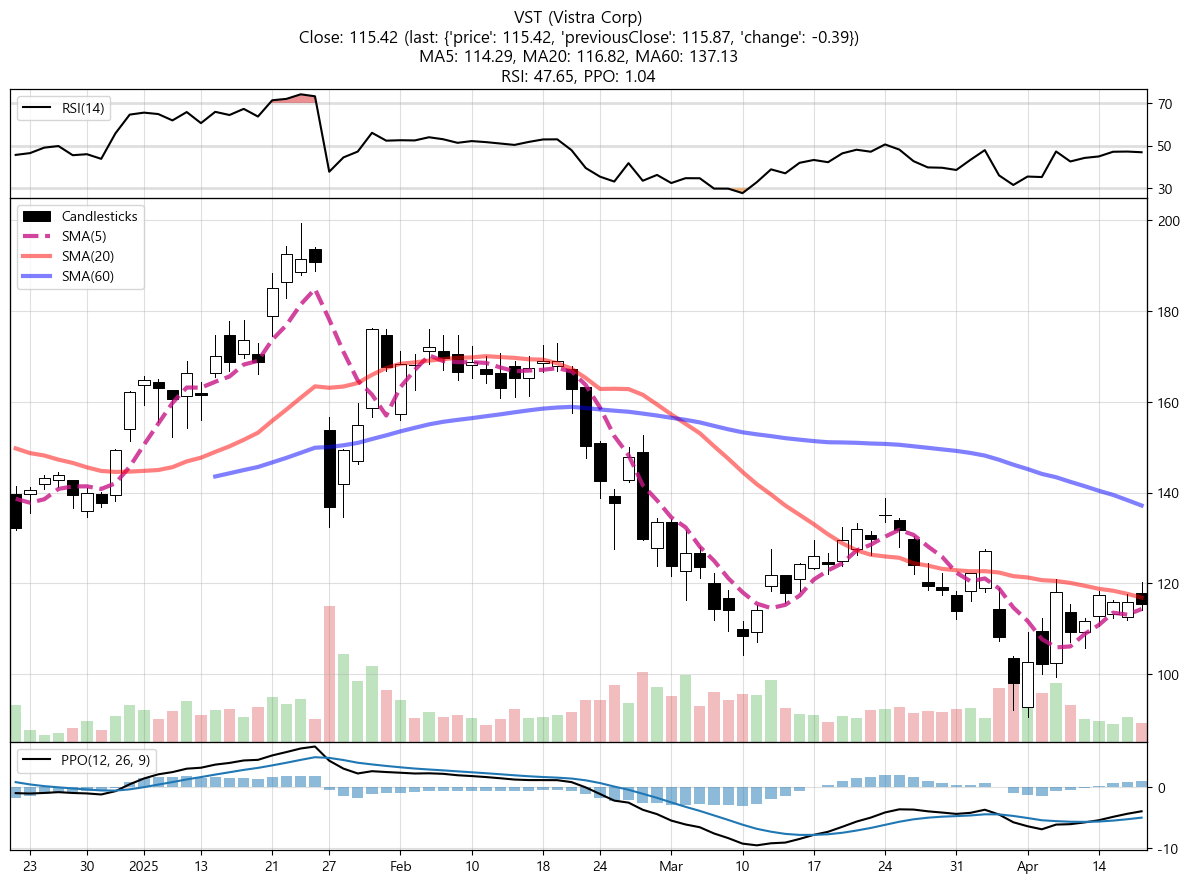 VST (Vistra Corp)
Close: 115.42 (last: {'price': 115.42, 'previousClose': 115.87, 'change': -0.39})
MA5: 114.29, MA20: 116.82, MA60: 137.13
RSI: 47.65, PPO: 1.04
RSI(14)
70
50
30
Candlesticks
SMA(5)
SMA(20)
SMA(60)
200
180
160
140
120
100
PPO(12, 26, 9)
0
-10
23 30 2025 13 21 27 Feb 10 18 24 Mar 10 17 24 31 Apr 14